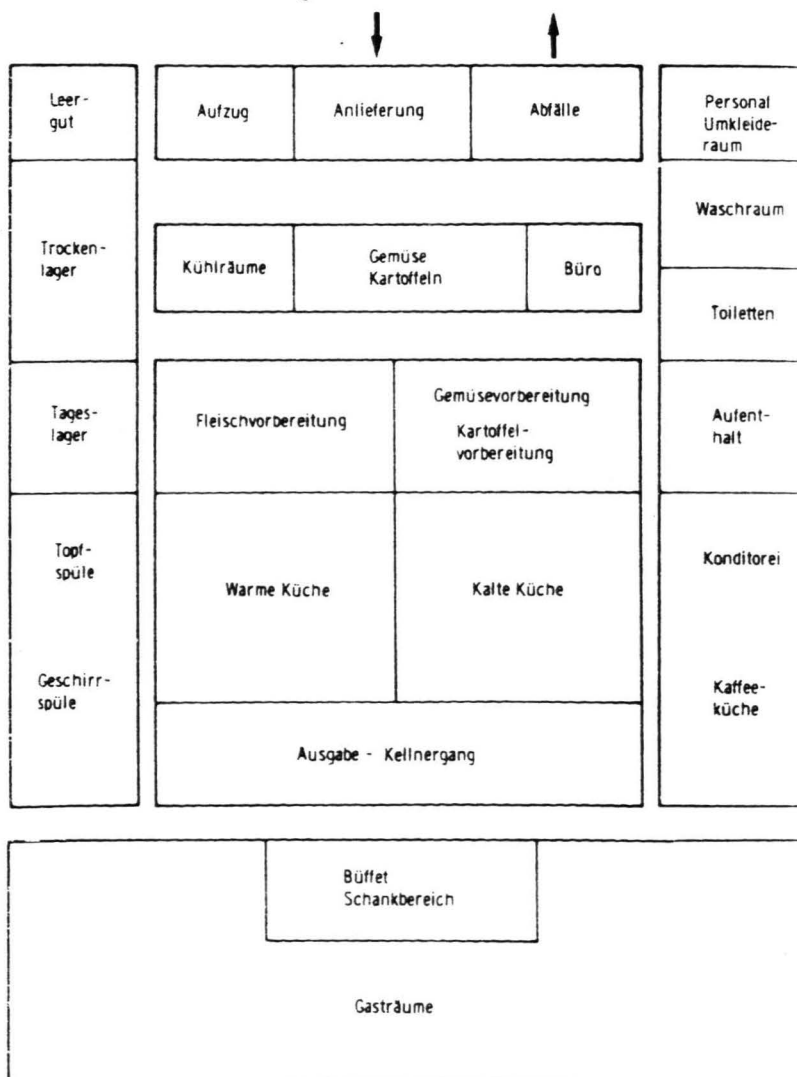 Leer-
gut
Aufzug
Anlieferung
Abfälle
Personal
Umkleide-
raum
Waschraum
Trocken-
lager
Kühlräume
Gemüse
Kartoffeln
Büro
Toiletten
Tages-
lager
Fleischvorbereitung
Gemüsevorbereitung
Kartoffel-
vorbereitung
Aufent-
halt
Topf-
spüle
Warme Küche
Kalte Küche
Konditorei
Geschirr-
spüle
Kaffee-
küche
Ausgabe - Kellnergang
Büffet
Schankbereich
Gasträume